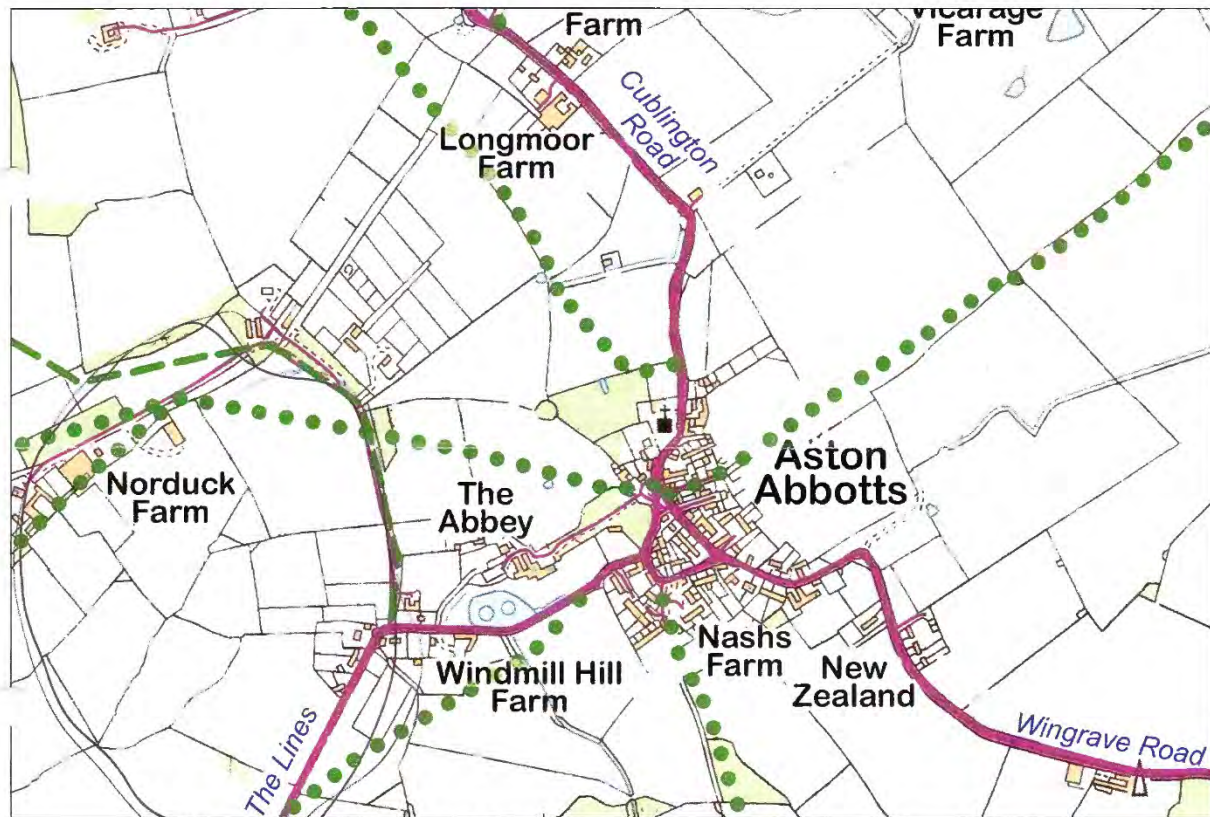 Farm
Vicarage
Farm
Cublington
Road
Longmoor
Farm
Aston
Abbotts
Norduck
Farm
The
Abbey
Nashs
Farm
New
Zealand
Windmill Hill
Farm
The Lines
Wingrave Road